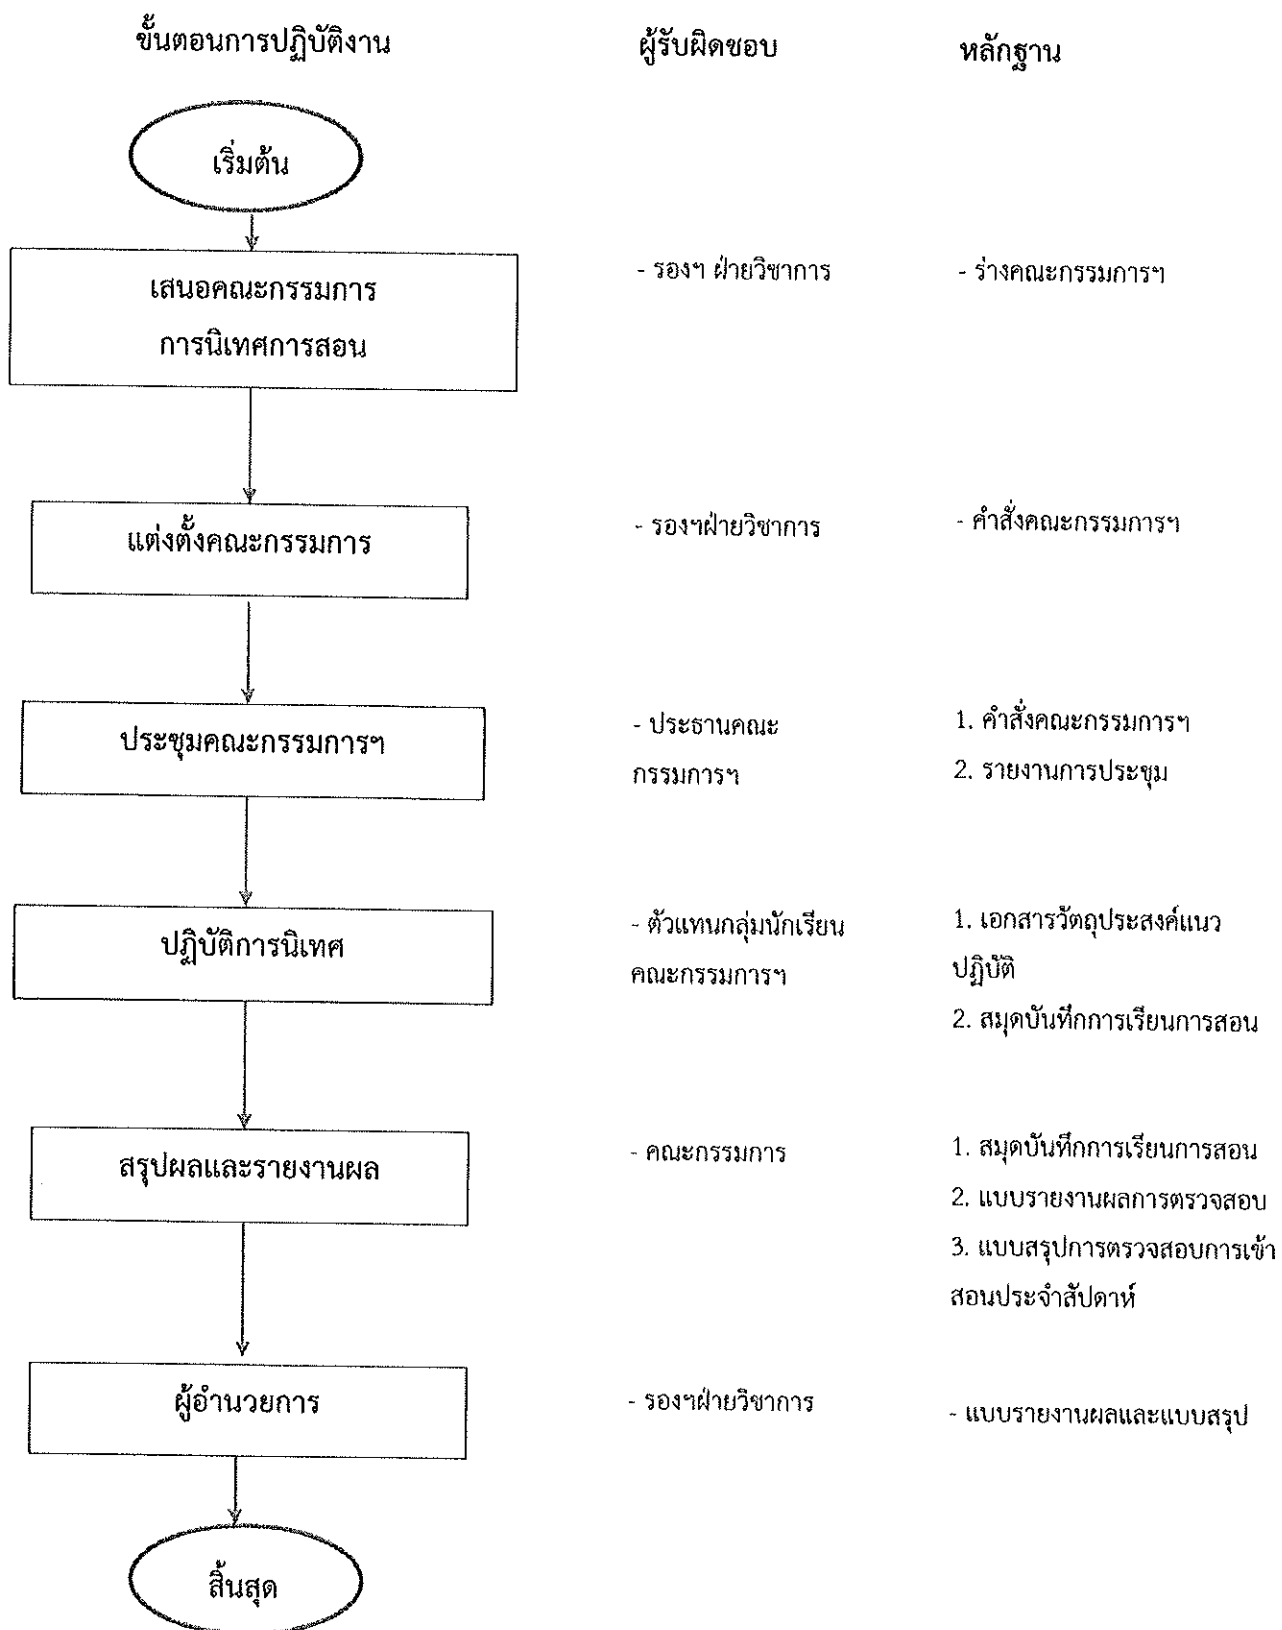 ขั้นตอนการปฏิบัติงาน
ผู้รับผิดชอบ
หลักฐาน
เริ่มต้น
เสนอคณะกรรมการ
การนิเทศการสอน
- รองฯ ฝ่ายวิชาการ
- ร่างคณะกรรมการฯ
แต่งตั้งคณะกรรมการ
- รองฯฝ่ายวิชาการ
- คำสั่งคณะกรรมการฯ
ประชุมคณะกรรมการฯ
- ประธานคณะ
กรรมการฯ
1. คำสั่งคณะกรรมการฯ
2. รายงานการประชุม
ปฏิบัติการนิเทศ
- ตัวแทนกลุ่มนักเรียน
คณะกรรมการฯ
1. เอกสารวัตถุประสงค์แนว
ปฏิบัติ
2. สมุดบันทึกการเรียนการสอน
สรุปผลและรายงานผล
- คณะกรรมการ
1. สมุดบันทึกการเรียนการสอน
2. แบบรายงานผลการตรวจสอบ
3. แบบสรุปการตรวจสอบการเข้า
สอนประจำสัปดาห์
ผู้อำนวยการ
- รองฯฝ่ายวิชาการ
- แบบรายงานผลและแบบสรุป
สิ้นสุด